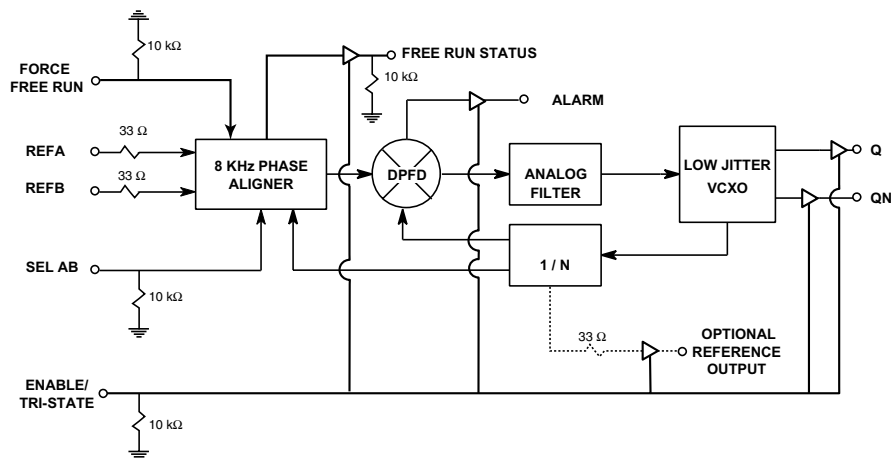 10 kΩ
FORCE
FREE RUN
FREE RUN STATUS
10 kΩ
ALARM
33 Ω
REFA
33 Ω
REFB
8 KHz PHASE
ALIGNER
DPFD
ANALOG
FILTER
LOW JITTER
VCXO
Q
QN
SEL AB
10 kΩ
1 / N
33 Ω
OPTIONAL
REFERENCE
OUTPUT
ENABLE/
TRI-STATE
10 kΩ